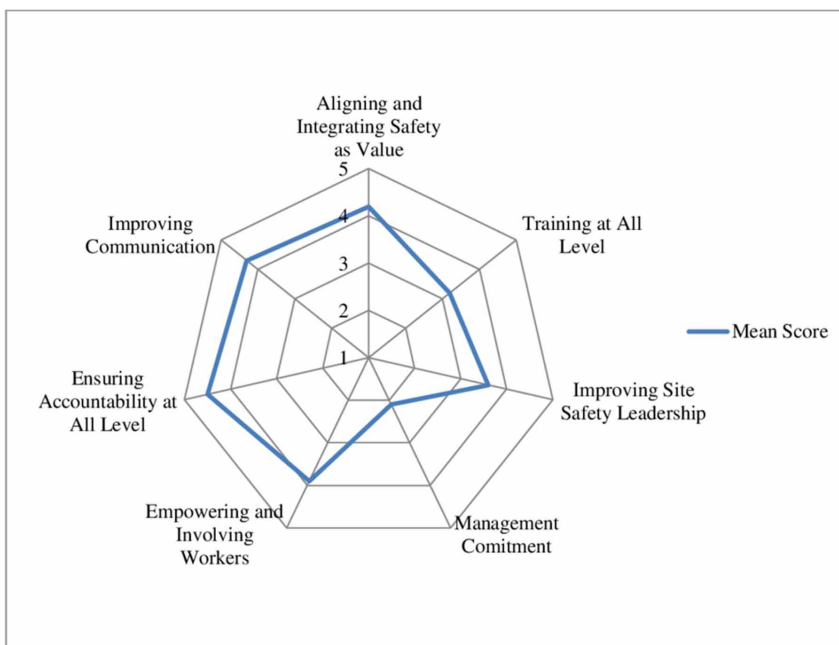 Aligning and
Integrating Safety
as Value
5
4
3
2
1
Training at All
Level
Improving Site
Safety Leadership
Management
Comitment
Empowering and
Involving
Workers
Ensuring
Accountability at
All Level
Improving
Communication
Mean Score